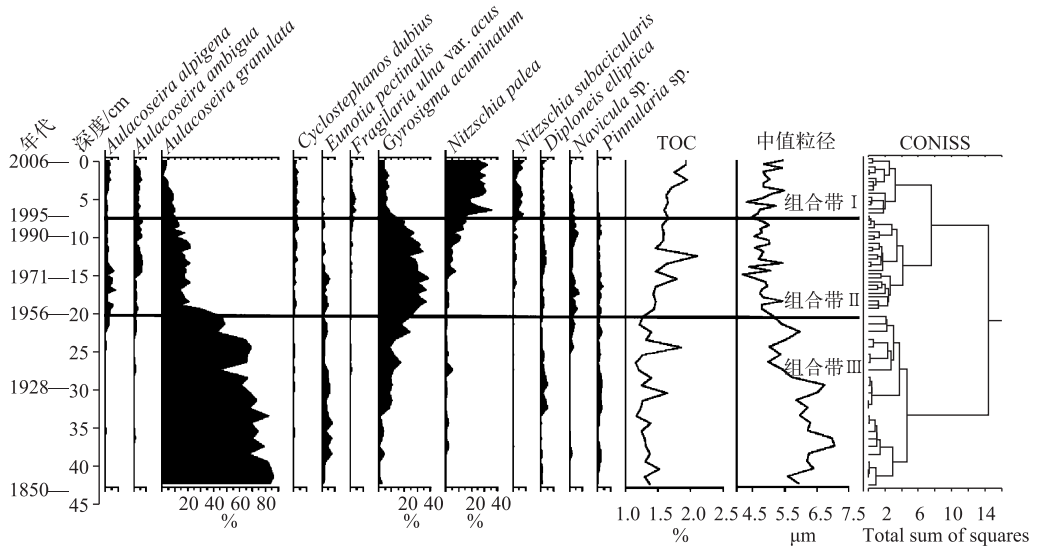 年代
深度/cm
Aulacoseira alpigena
Aulacoseira ambigua
Aulacoseira granulata
Cyclostephanos dubius
Eunotia pectinalis
Fragilaria ulna var. acus
Gyrosigma acuminatum
Nitzschia palea
Nitzschia subacicularis
Diploneis elliptica
Navicula sp.
Pinnularia sp.
TOC
中值粒径
CONISS
2006
1995
1990
1971
1956
1928
1850
0
5
10
15
20
25
30
35
40
45
组合带 I
组合带 II
组合带 III
20 40 60 80
%
20 40
%
20 40
%
1.0 1.5 2.0 2.5
%
4.5 5.5 6.5 7.5
μm
2 6 10 14
Total sum of squares